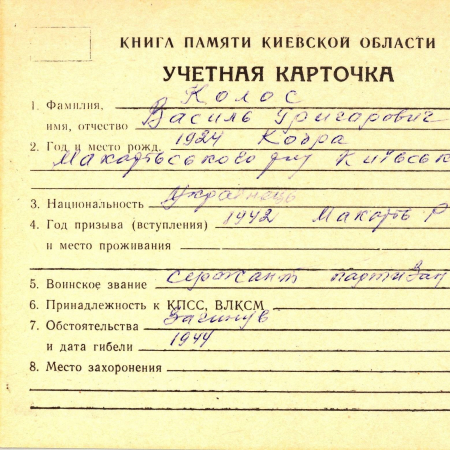 КНИГА ПАМЯТИ КИЕВСКОЙ ОБЛАСТИ
УЧЕТНАЯ КАРТОЧКА
1. Фамилия, Колос
имя, отчество Василь Григорович
2. Год и место рожд. 1924 Кобра
Макарівського Київськ
3. Национальность Українець
4. Год призыва (вступления) 1942 Макарів р
и место проживания
5. Воинское звание сержант партизан
6. Принадлежность к КПСС, ВЛКСМ
7. Обстоятельства Загинув
и дата гибели 1944
8. Место захоронения